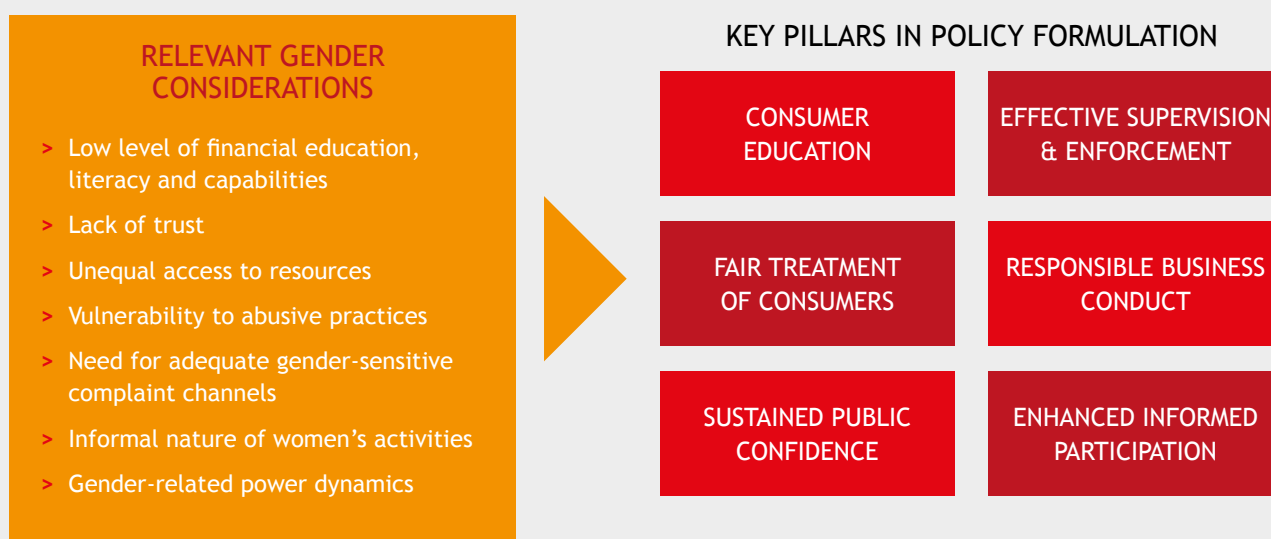 RELEVANT GENDER
CONSIDERATIONS
> Low level of financial education,
literacy and capabilities
> Lack of trust
> Unequal access to resources
> Vulnerability to abusive practices
> Need for adequate gender-sensitive
complaint channels
> Informal nature of women’s activities
> Gender-related power dynamics
KEY PILLARS IN POLICY FORMULATION
CONSUMER
EDUCATION
EFFECTIVE SUPERVISION
& ENFORCEMENT
FAIR TREATMENT
OF CONSUMERS
RESPONSIBLE BUSINESS
CONDUCT
SUSTAINED PUBLIC
CONFIDENCE
ENHANCED INFORMED
PARTICIPATION